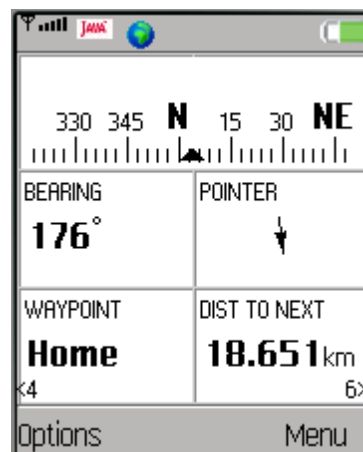 JAVA
330 345 N 15 30 NE
BEARING
176°
POINTER
WAYPOINT
Home
DIST TO NEXT
18.651km
<4
6>
Options
Menu